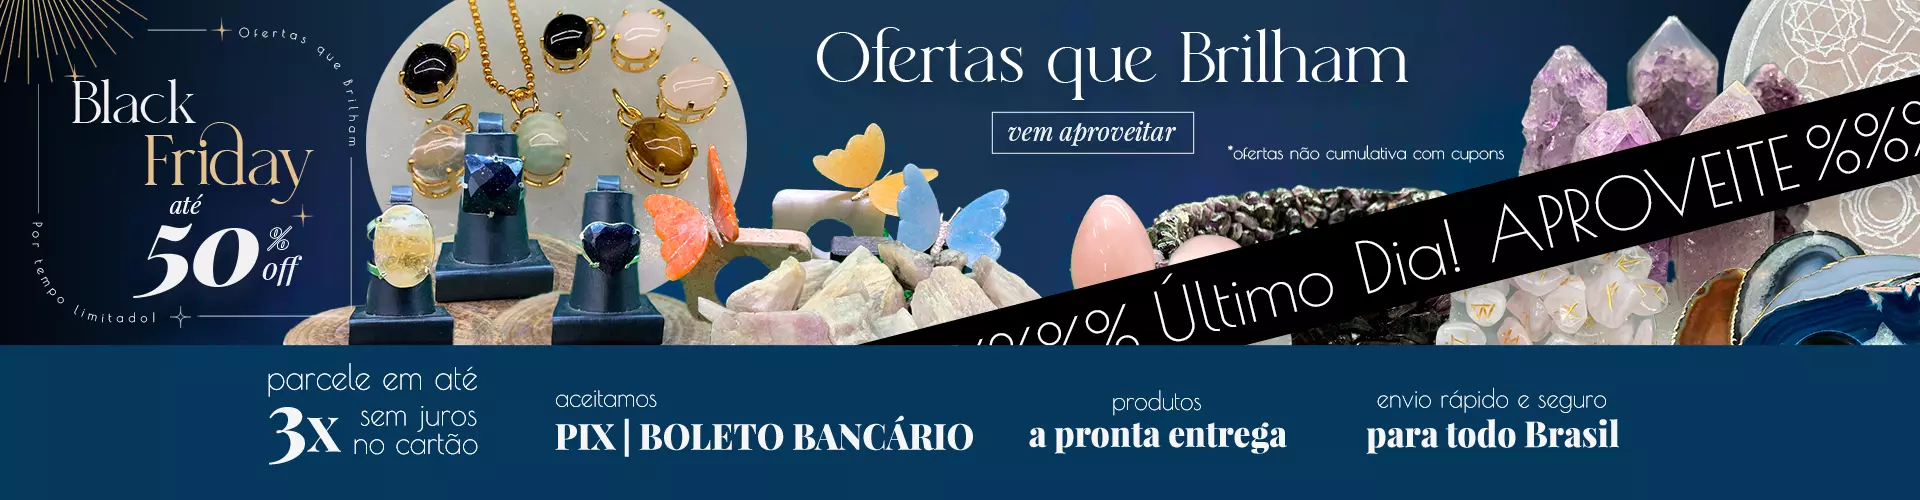 Ofertas que Brilham
Black
Friday
até
50% off
Por tempo limitado!
Ofertas que Brilham
vem aproveitar
*ofertas não cumulativa com cupons
%%% Último Dia! APROVEITE %%%
parcele em até
3x sem juros
no cartão
aceitamos
PIX | BOLETO BANCÁRIO
produtos
a pronta entrega
envio rápido e seguro
para todo Brasil